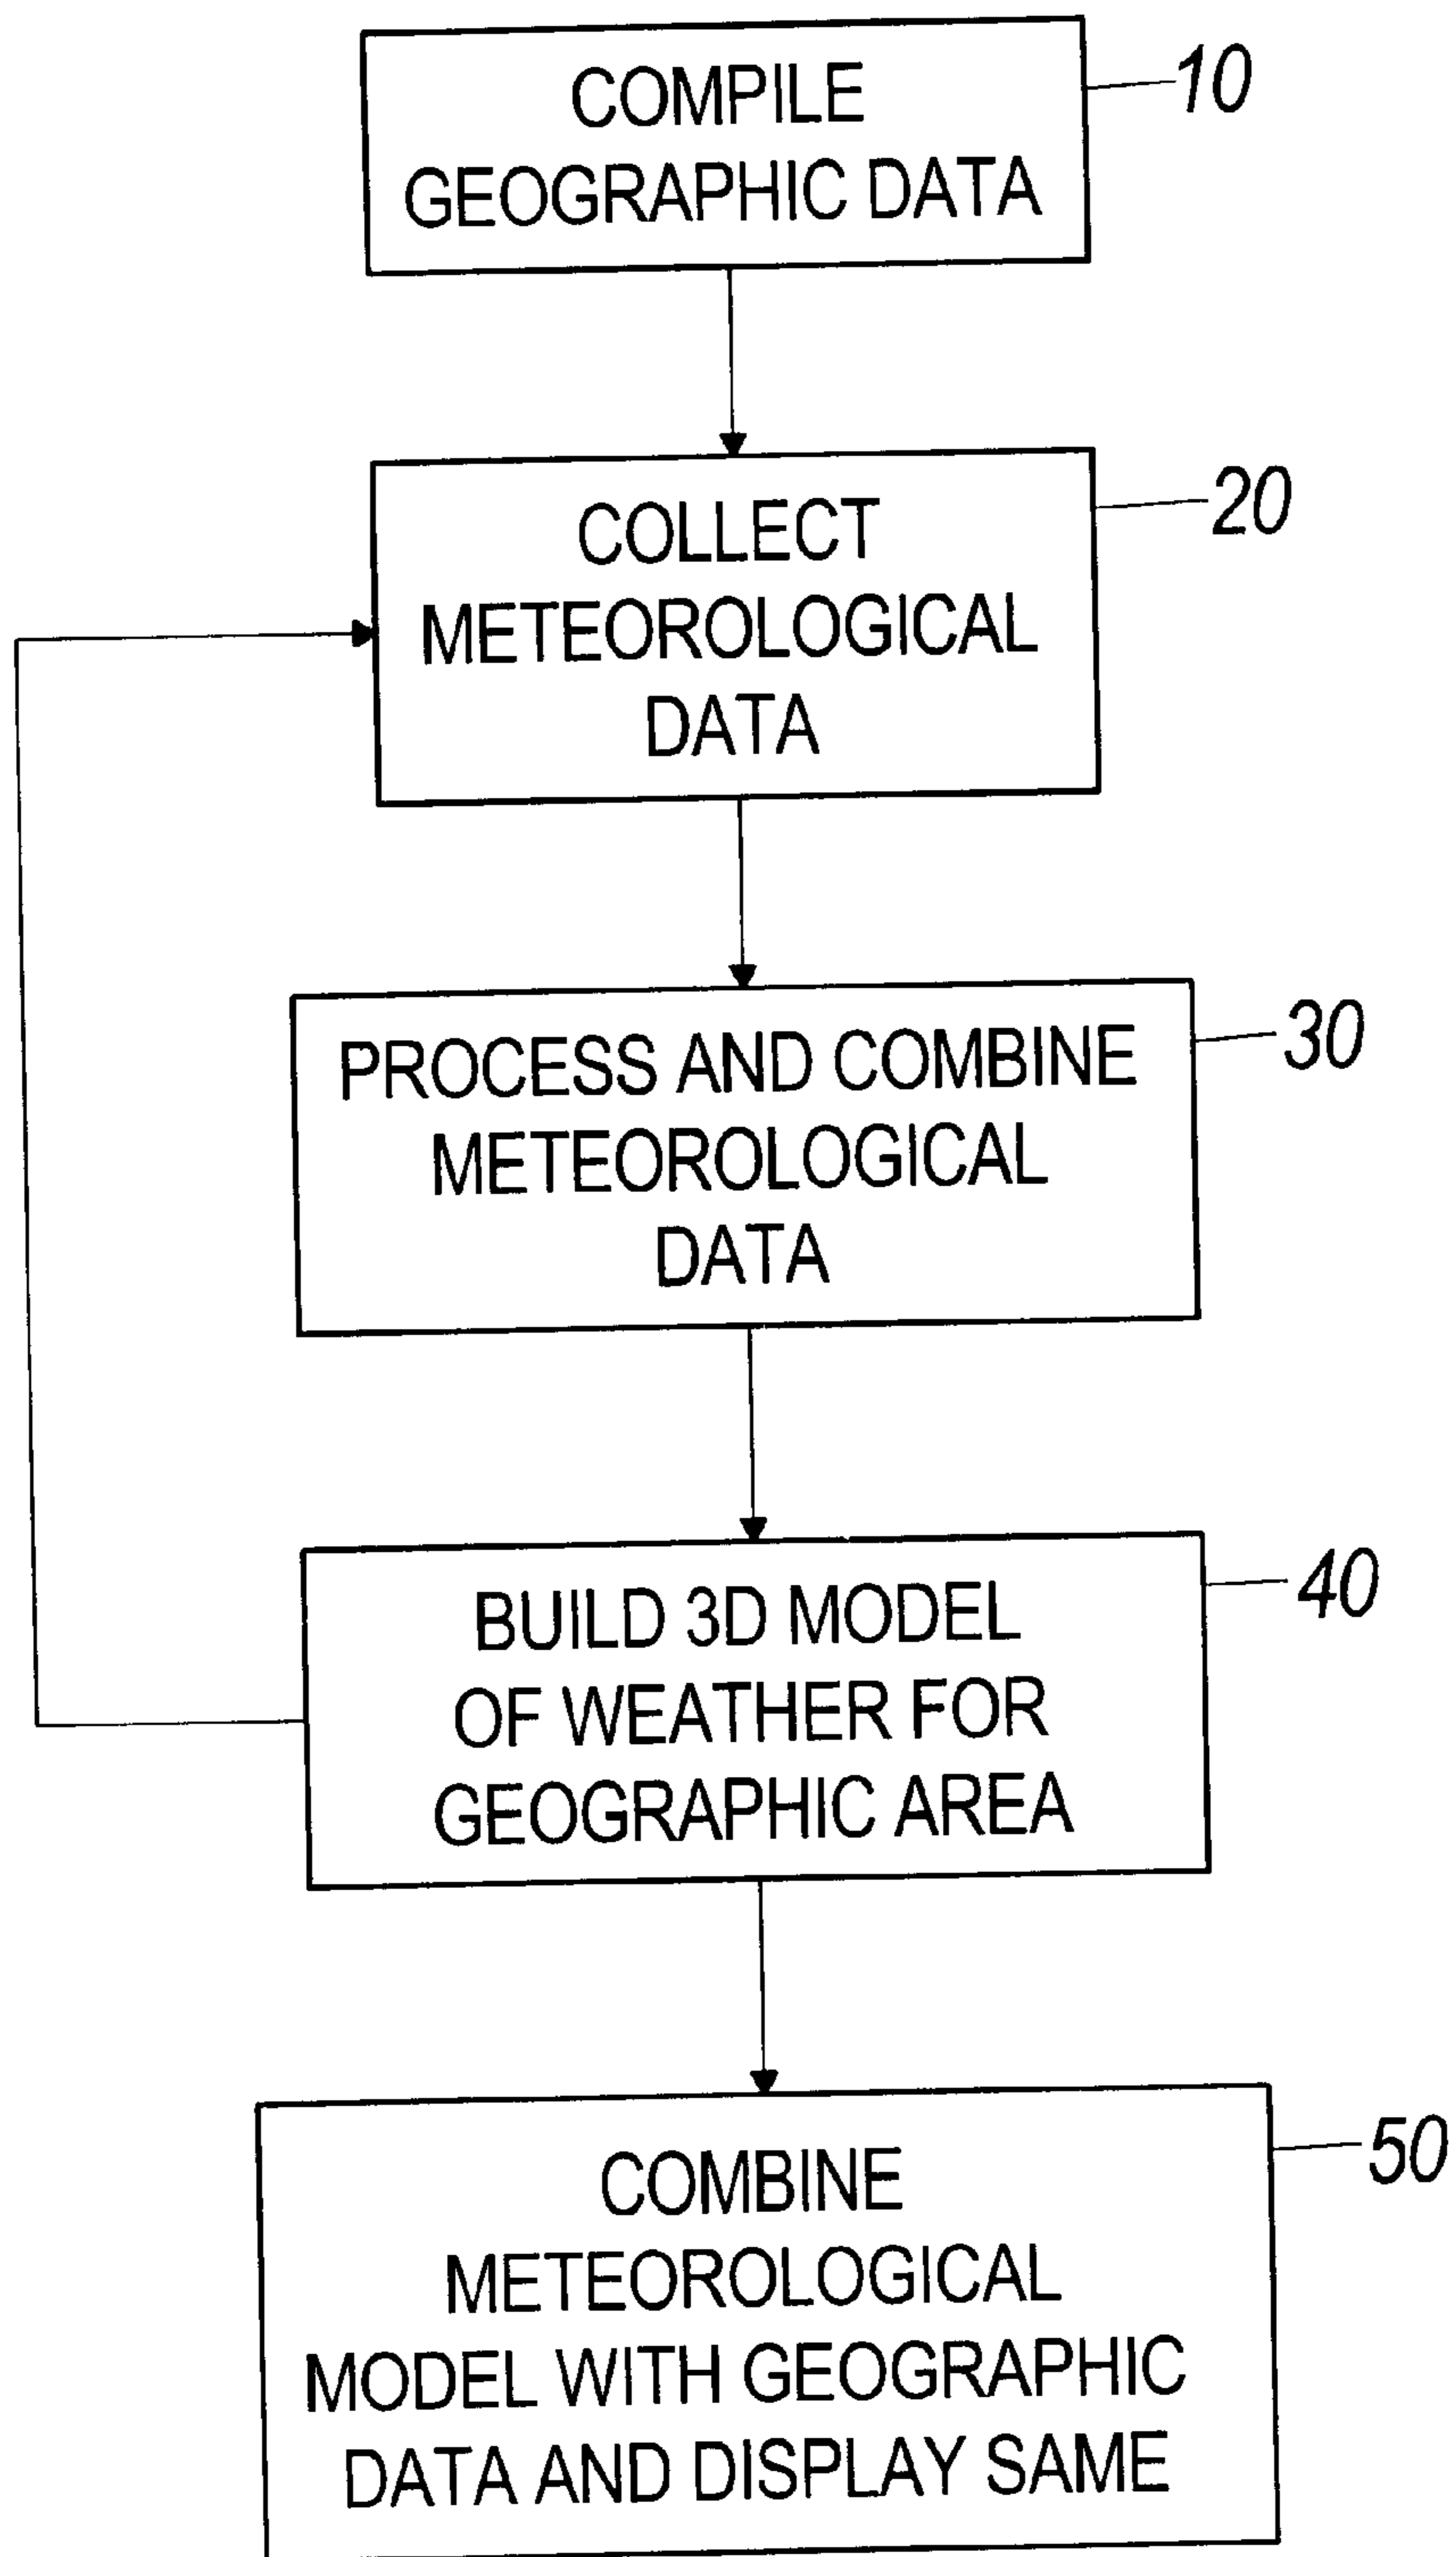 COMPILE
GEOGRAPHIC DATA
10
COLLECT
METEOROLOGICAL
DATA
20
PROCESS AND COMBINE
METEOROLOGICAL
DATA
30
BUILD 3D MODEL
OF WEATHER FOR
GEOGRAPHIC AREA
40
COMBINE
METEOROLOGICAL
MODEL WITH GEOGRAPHIC
DATA AND DISPLAY SAME
50